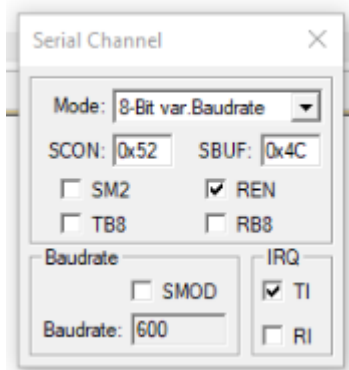 Serial Channel
Mode: 8-Bit var.Baudrate
SCON: 0x52 SBUF: 0x4C
SM2 REN
TB8 RB8
Baudrate IRQ
SMOD TI
Baudrate: 600 RI